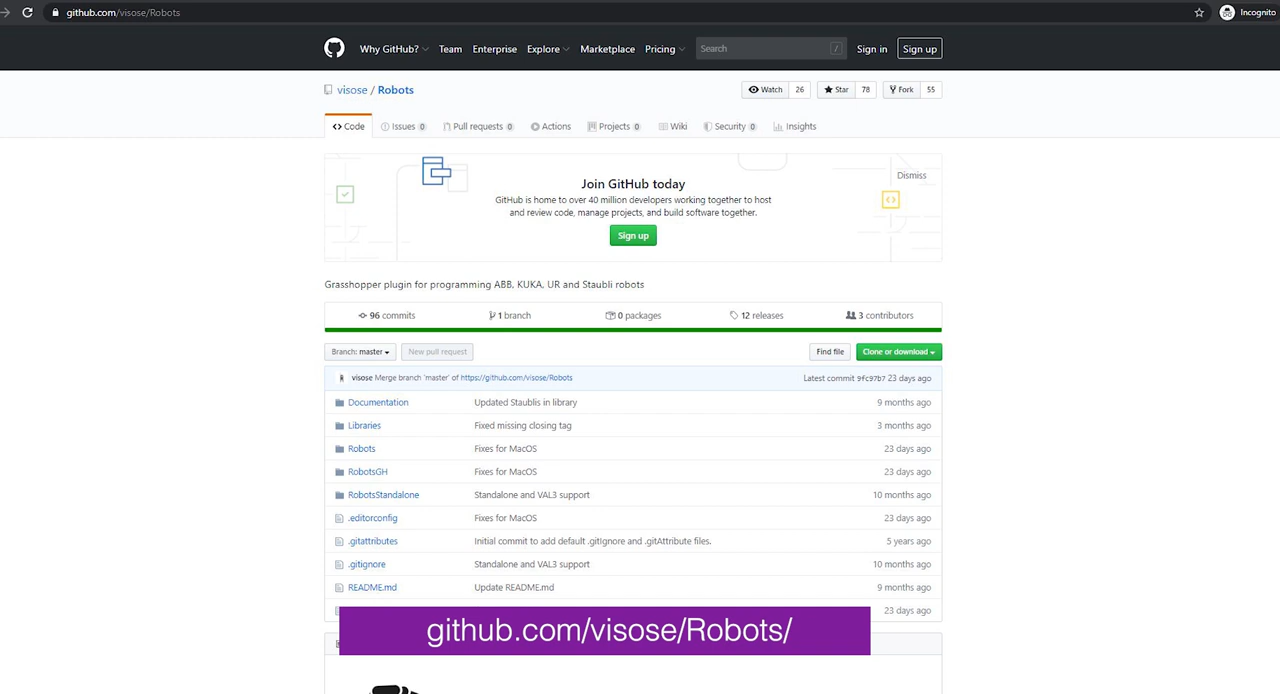 github.com/visose/Robots
Incognito
Why GitHub? Team Enterprise Explore Marketplace Pricing Search / Sign in Sign up
visose / Robots
Watch 26 Star 78 Fork 55
Code Issues 0 Pull requests 0 Actions Projects 0 Wiki Security 0 Insights
Dismiss
Join GitHub today
GitHub is home to over 40 million developers working together to host
and review code, manage projects, and build software together.
Sign up
Grasshopper plugin for programming ABB, KUKA, UR and Staubli robots
96 commits 1 branch 0 packages 12 releases 3 contributors
Branch: master New pull request Find file Clone or download
visose Merge branch 'master' of https://github.com/visose/Robots Latest commit 9fc97b7 23 days ago
Documentation Updated Staublis in library 9 months ago
Libraries Fixed missing closing tag 3 months ago
Robots Fixes for MacOS 23 days ago
RobotsGH Fixes for MacOS 23 days ago
RobotsStandalone Standalone and VAL3 support 10 months ago
.editorconfig Fixes for MacOS 23 days ago
.gitattributes Initial commit to add default .gitIgnore and .gitAttribute files. 5 years ago
.gitignore Standalone and VAL3 support 10 months ago
README.md Update README.md 9 months ago
23 days ago
github.com/visose/Robots/